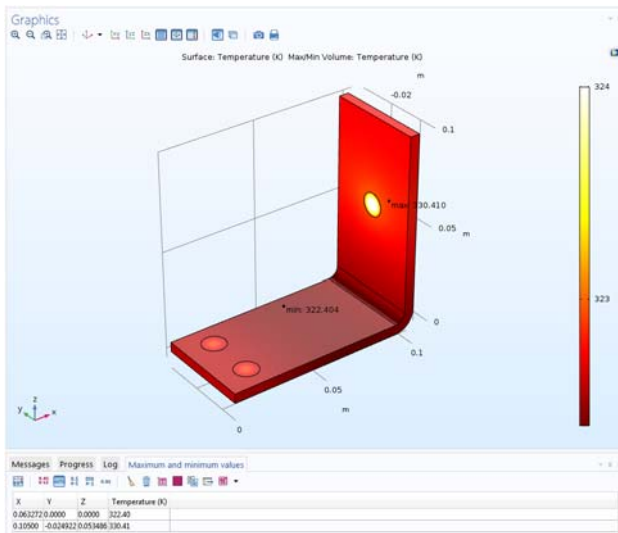 Graphics
Surface: Temperature (K) Max/Min Volume: Temperature (K)
m
-0.02
0.1
324
max: 330.410
0.05
m
323
min: 322.404
0
0.1
0.05
m
0
z
y
x
Messages Progress Log Maximum and minimum values
X Y Z Temperature (K)
0.063272 0.0000 0.0000 322.40
0.10500 -0.024922 0.053486 330.41